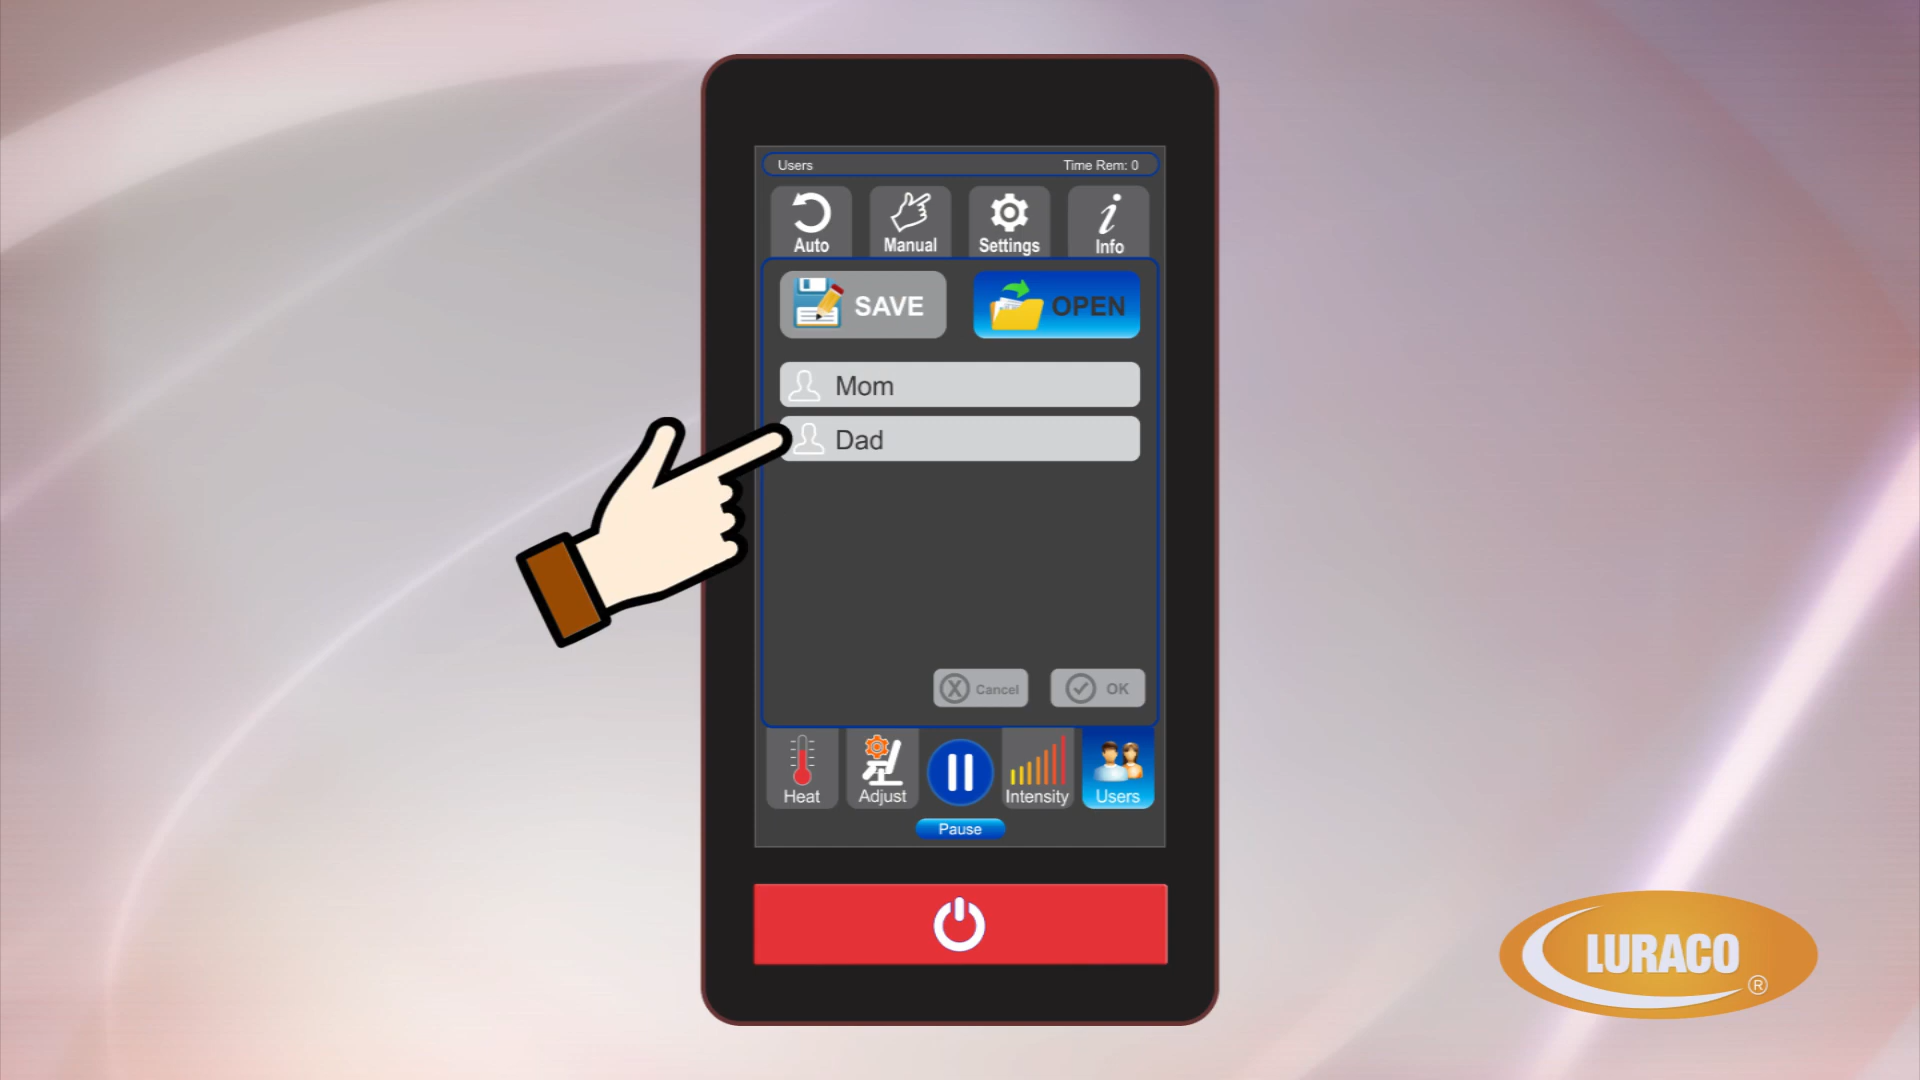 Users Time Rem: 0
Auto Manual Settings Info
SAVE OPEN
Mom
Dad
Cancel OK
Heat Adjust Intensity Users
Pause
LURACO®